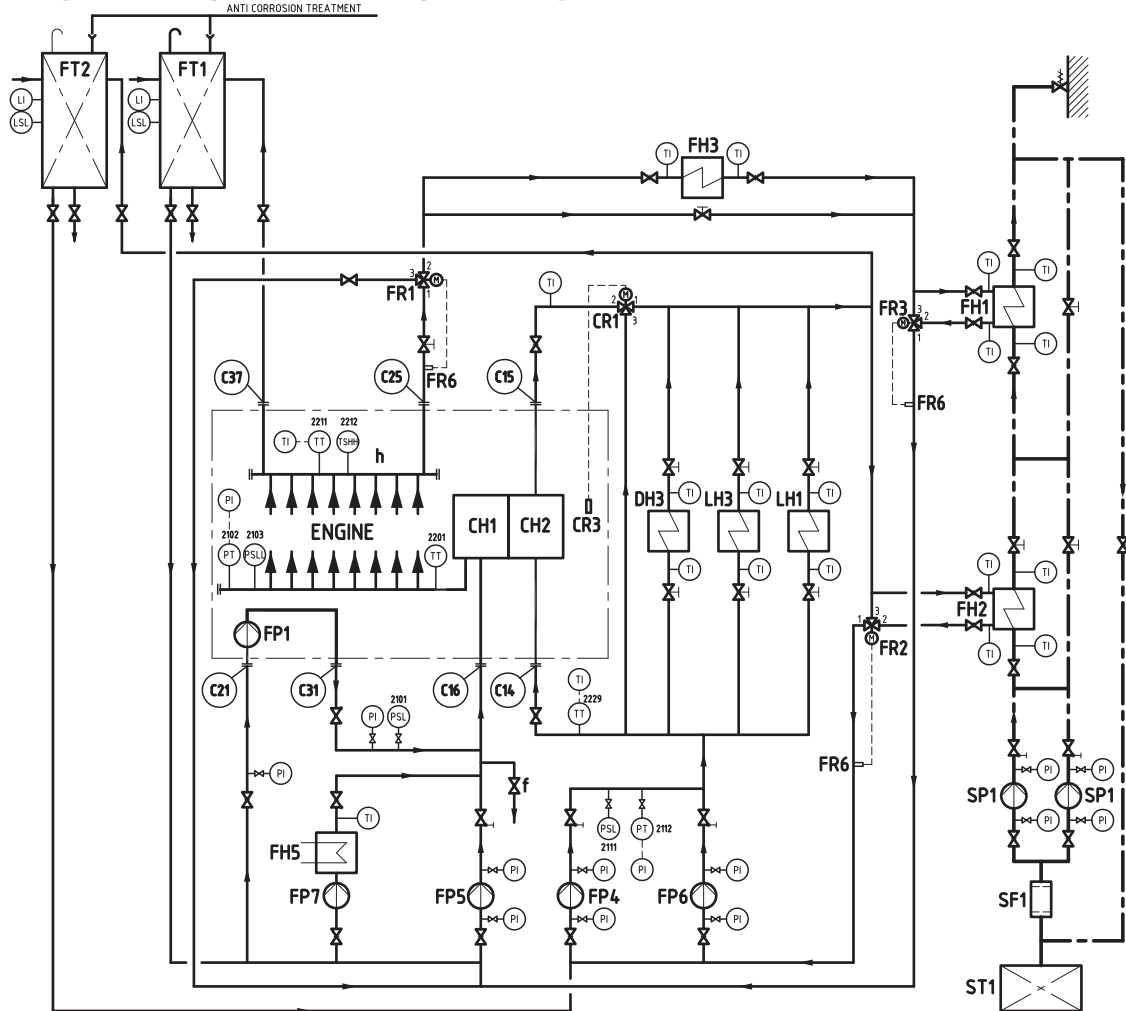 ANTI CORROSION TREATMENT
FT2
FT1
LI
LSL
LI
LSL
FH3
TI
TI
3
2
M
1
FR1
TI
M
2
1
3
CR1
FR3
M
3
2
1
TI
FH1
TI
TI
TI
C37
C25
FR6
C15
FR6
2211
2212
TI
TT
TSHH
h
PI
ENGINE
2102
2103
PT
PSLL
2201
TT
CH1
CH2
CR3
DH3
LH3
LH1
TI
TI
TI
TI
TI
TI
TI
TI
FH2
TI
TI
FP1
1
3
2
M
FR2
C21
C31
C16
C14
TI
TT
2229
2101
PI
PSL
PI
f
FR6
PI
PI
SP1
SP1
PI
PI
TI
FH5
PSL
2111
PT
2112
PI
FP7
FP5
PI
PI
FP4
PI
PI
FP6
PI
PI
SF1
ST1